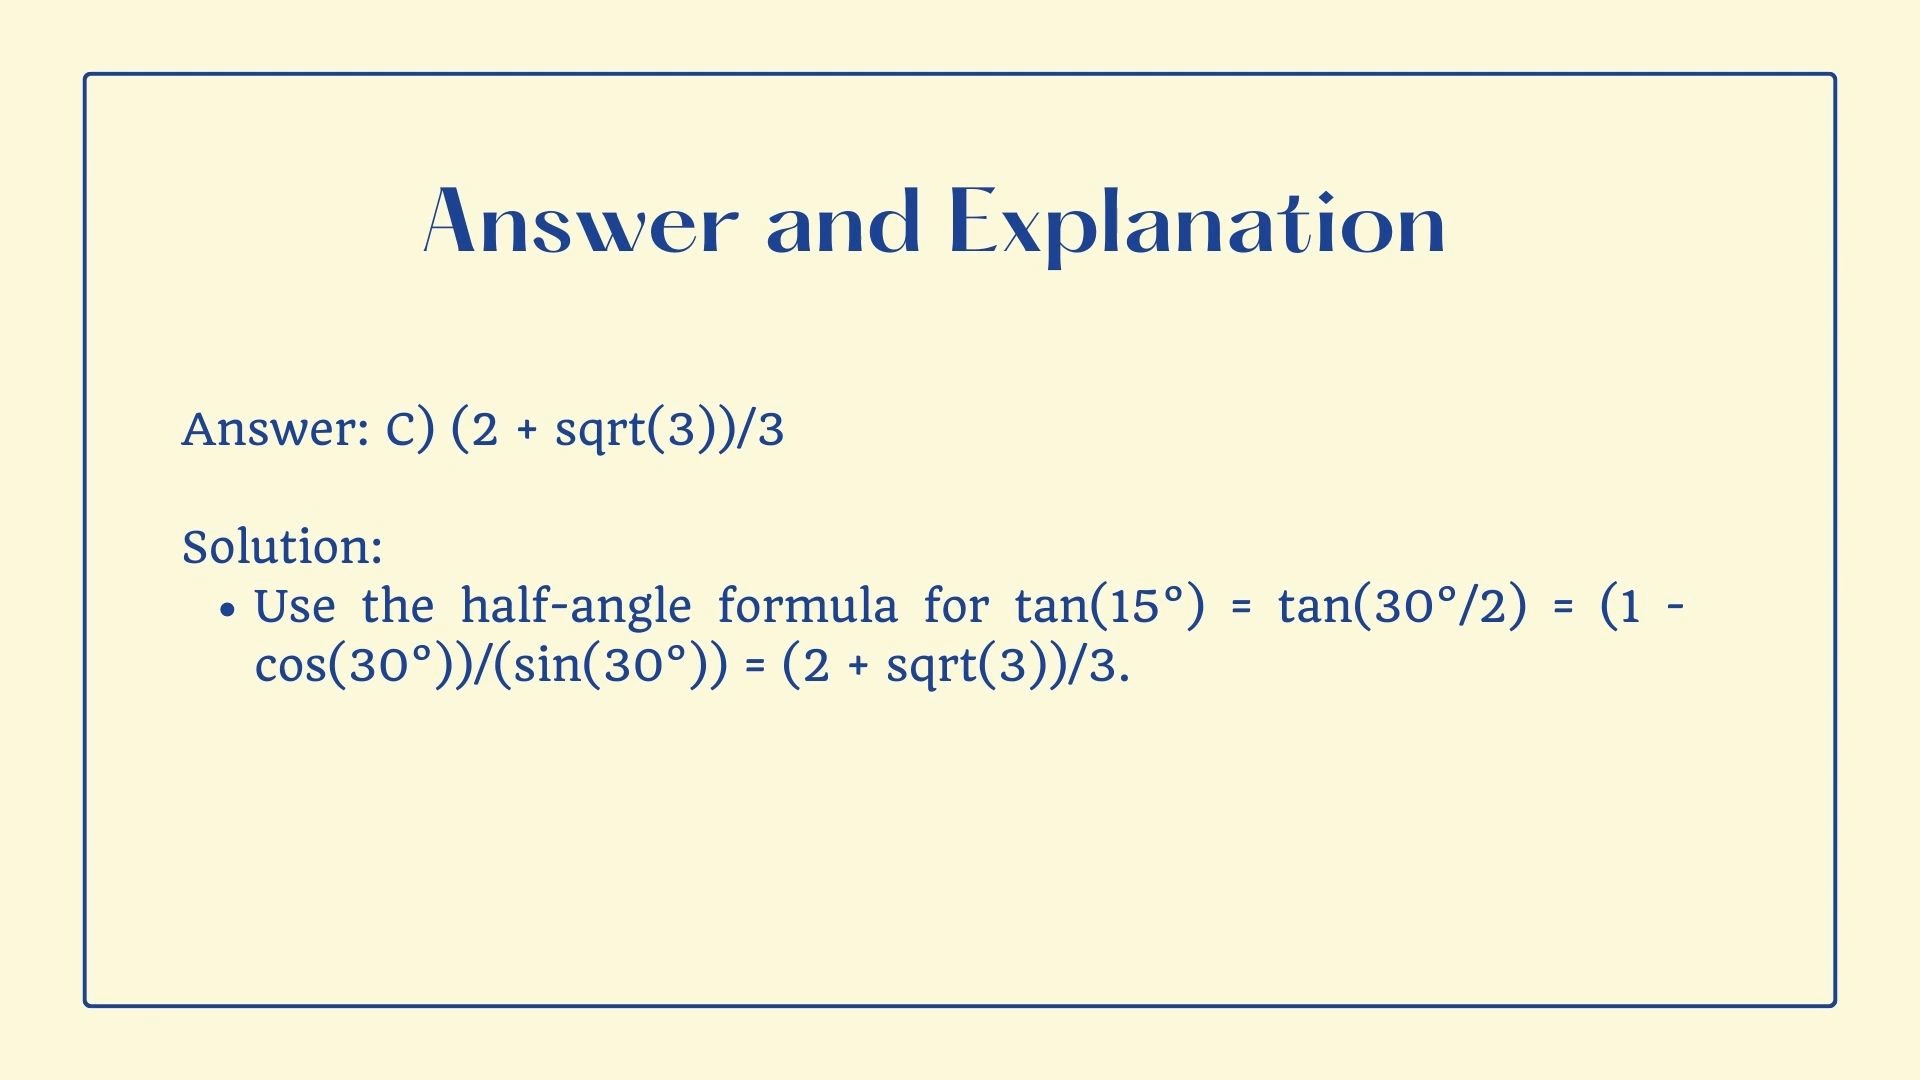 Answer and Explanation
Answer: C) (2 + sqrt(3))/3
Solution:
• Use the half-angle formula for tan(15°) = tan(30°/2) = (1 -
cos(30°))/(sin(30°)) = (2 + sqrt(3))/3.